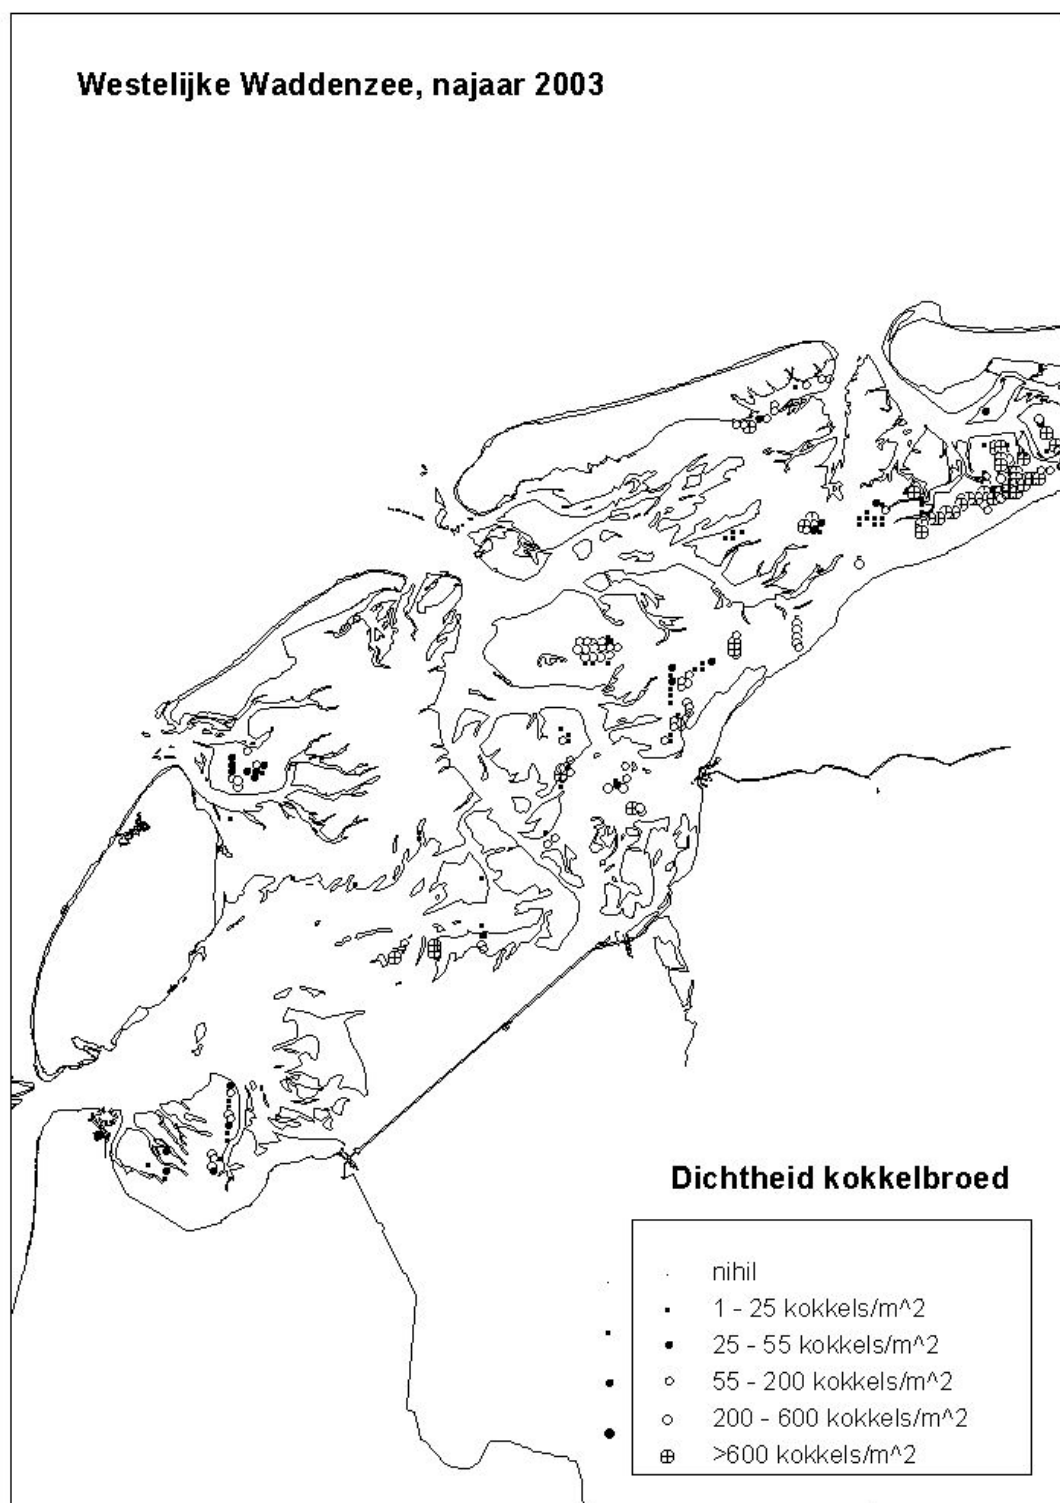 Westelijke Waddenzee, najaar 2003
Dichtheid kokkelbroed
nihil
1 - 25 kokkels/m^2
25 - 55 kokkels/m^2
55 - 200 kokkels/m^2
200 - 600 kokkels/m^2
>600 kokkels/m^2